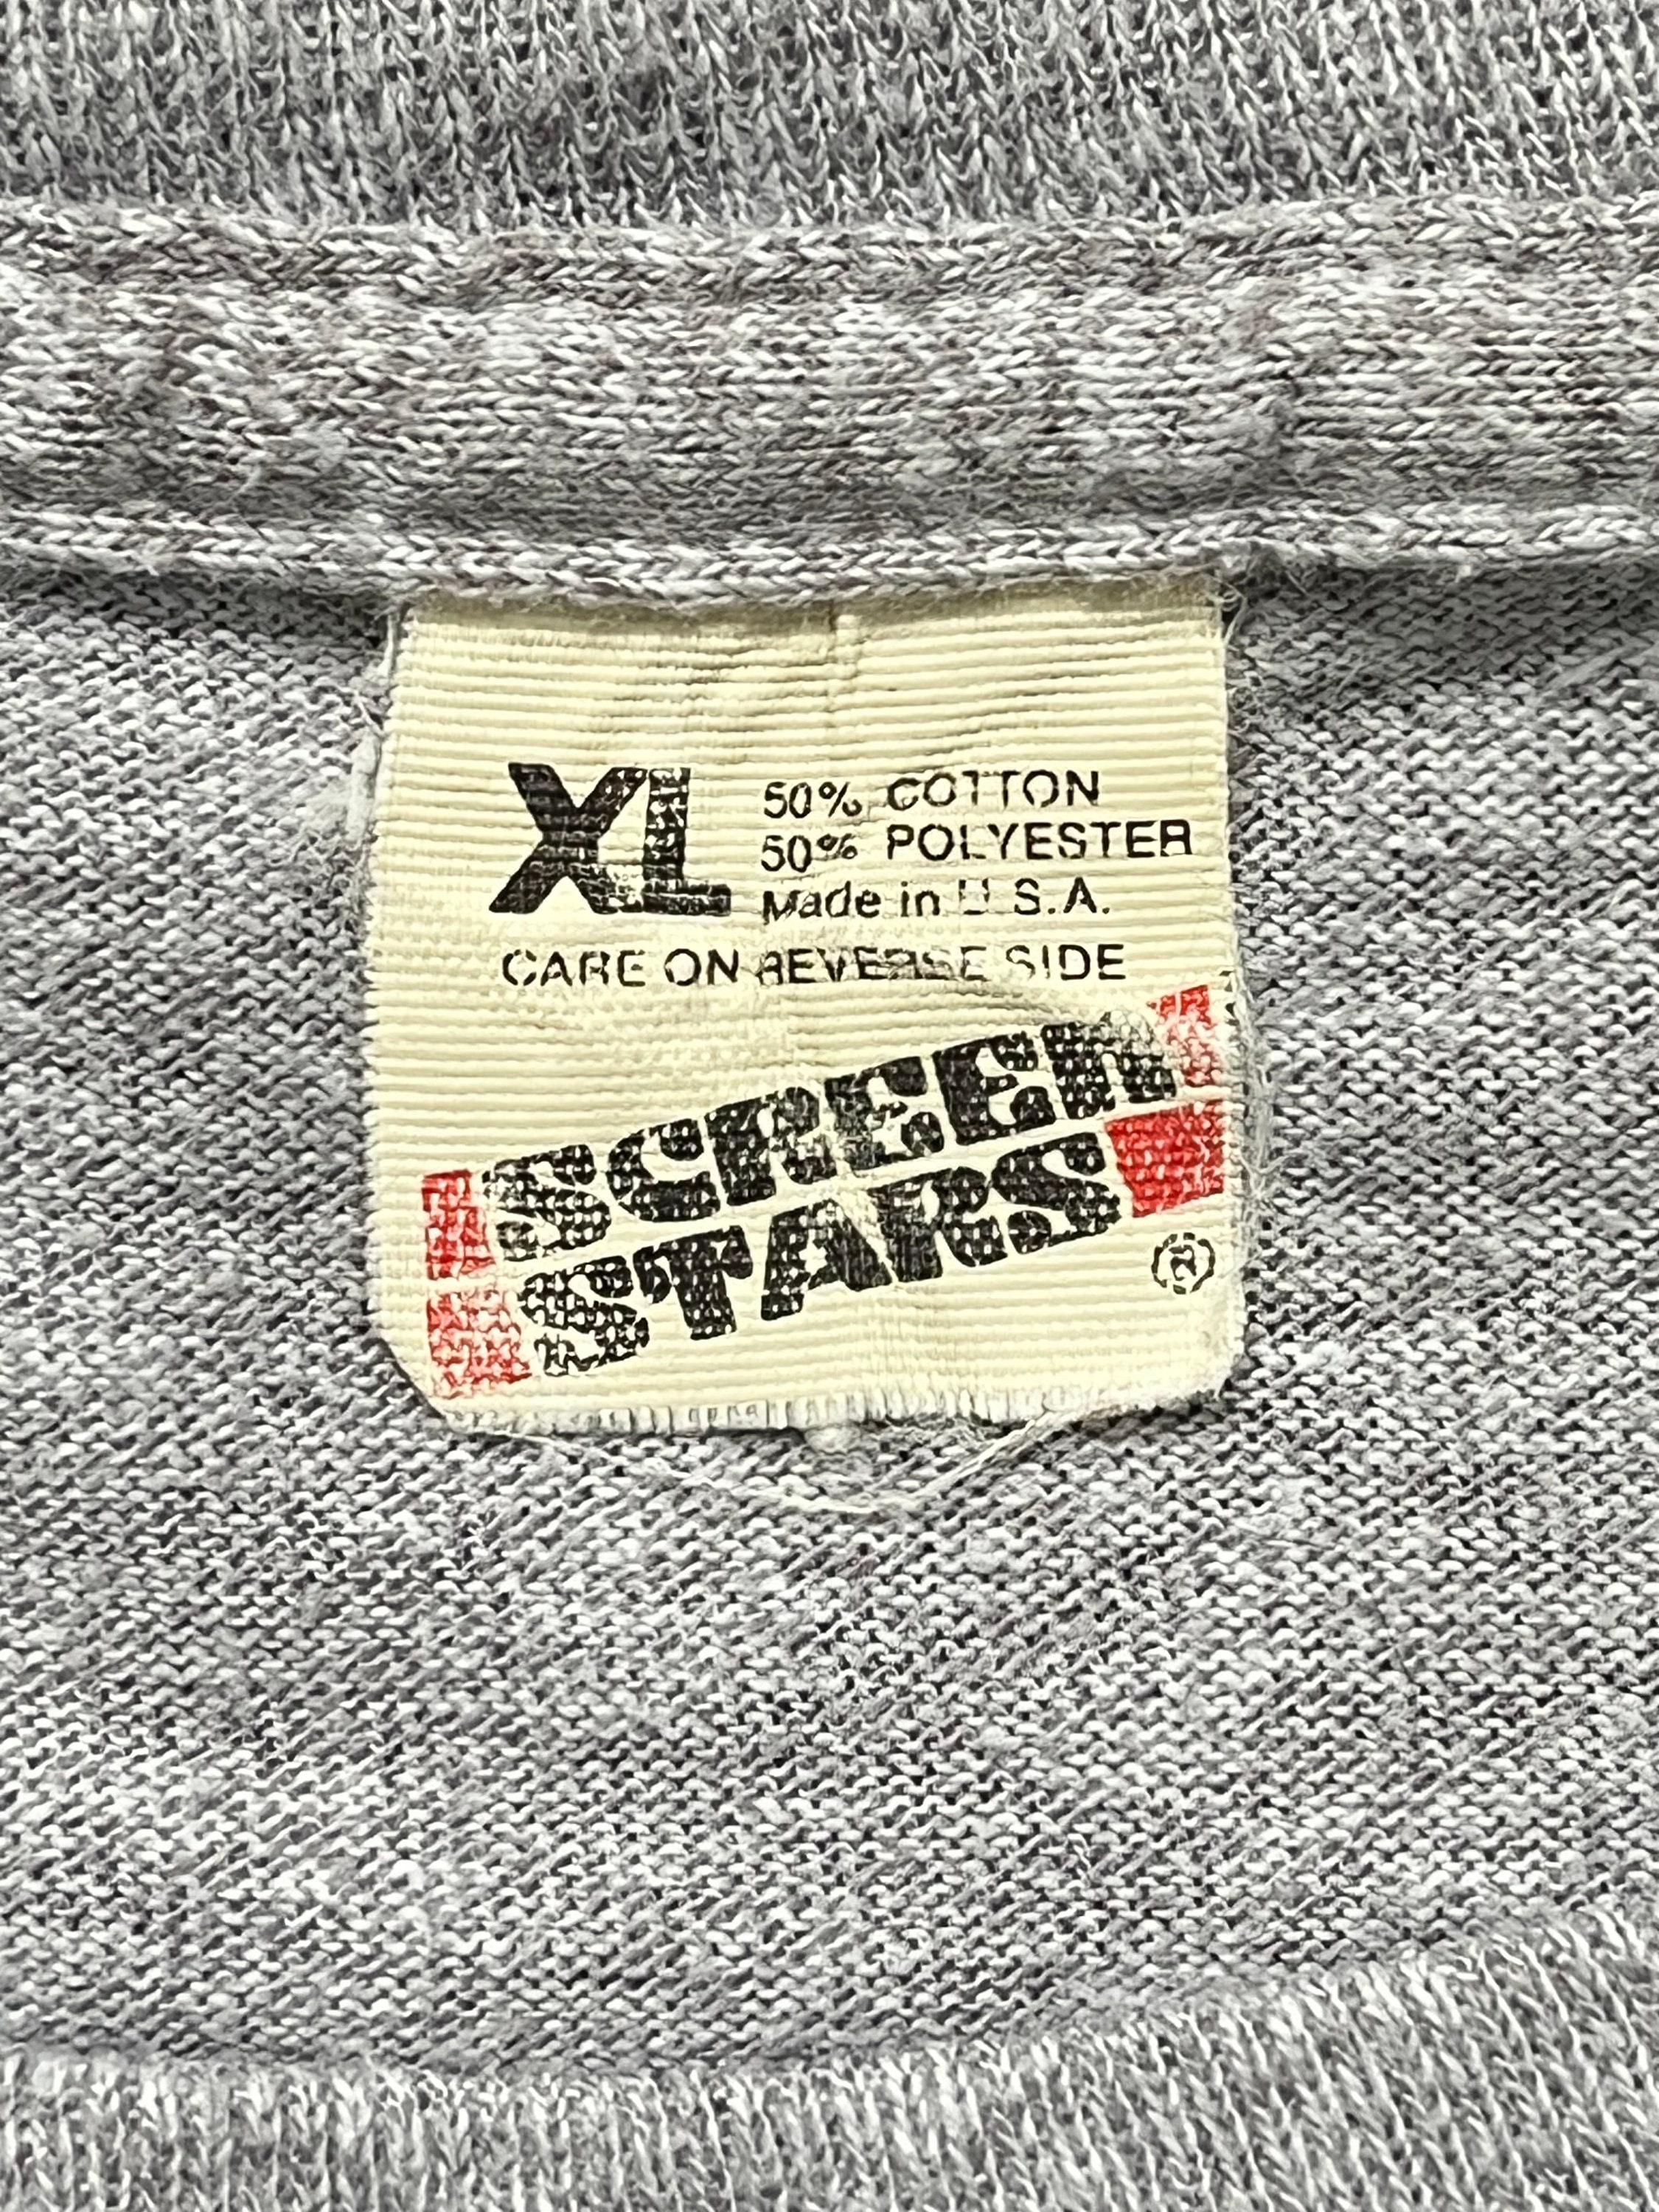 XL
50% COTTON
50% POLYESTER
Made in U.S.A.
CARE ON REVERSE SIDE
SCREEN
STARS
®